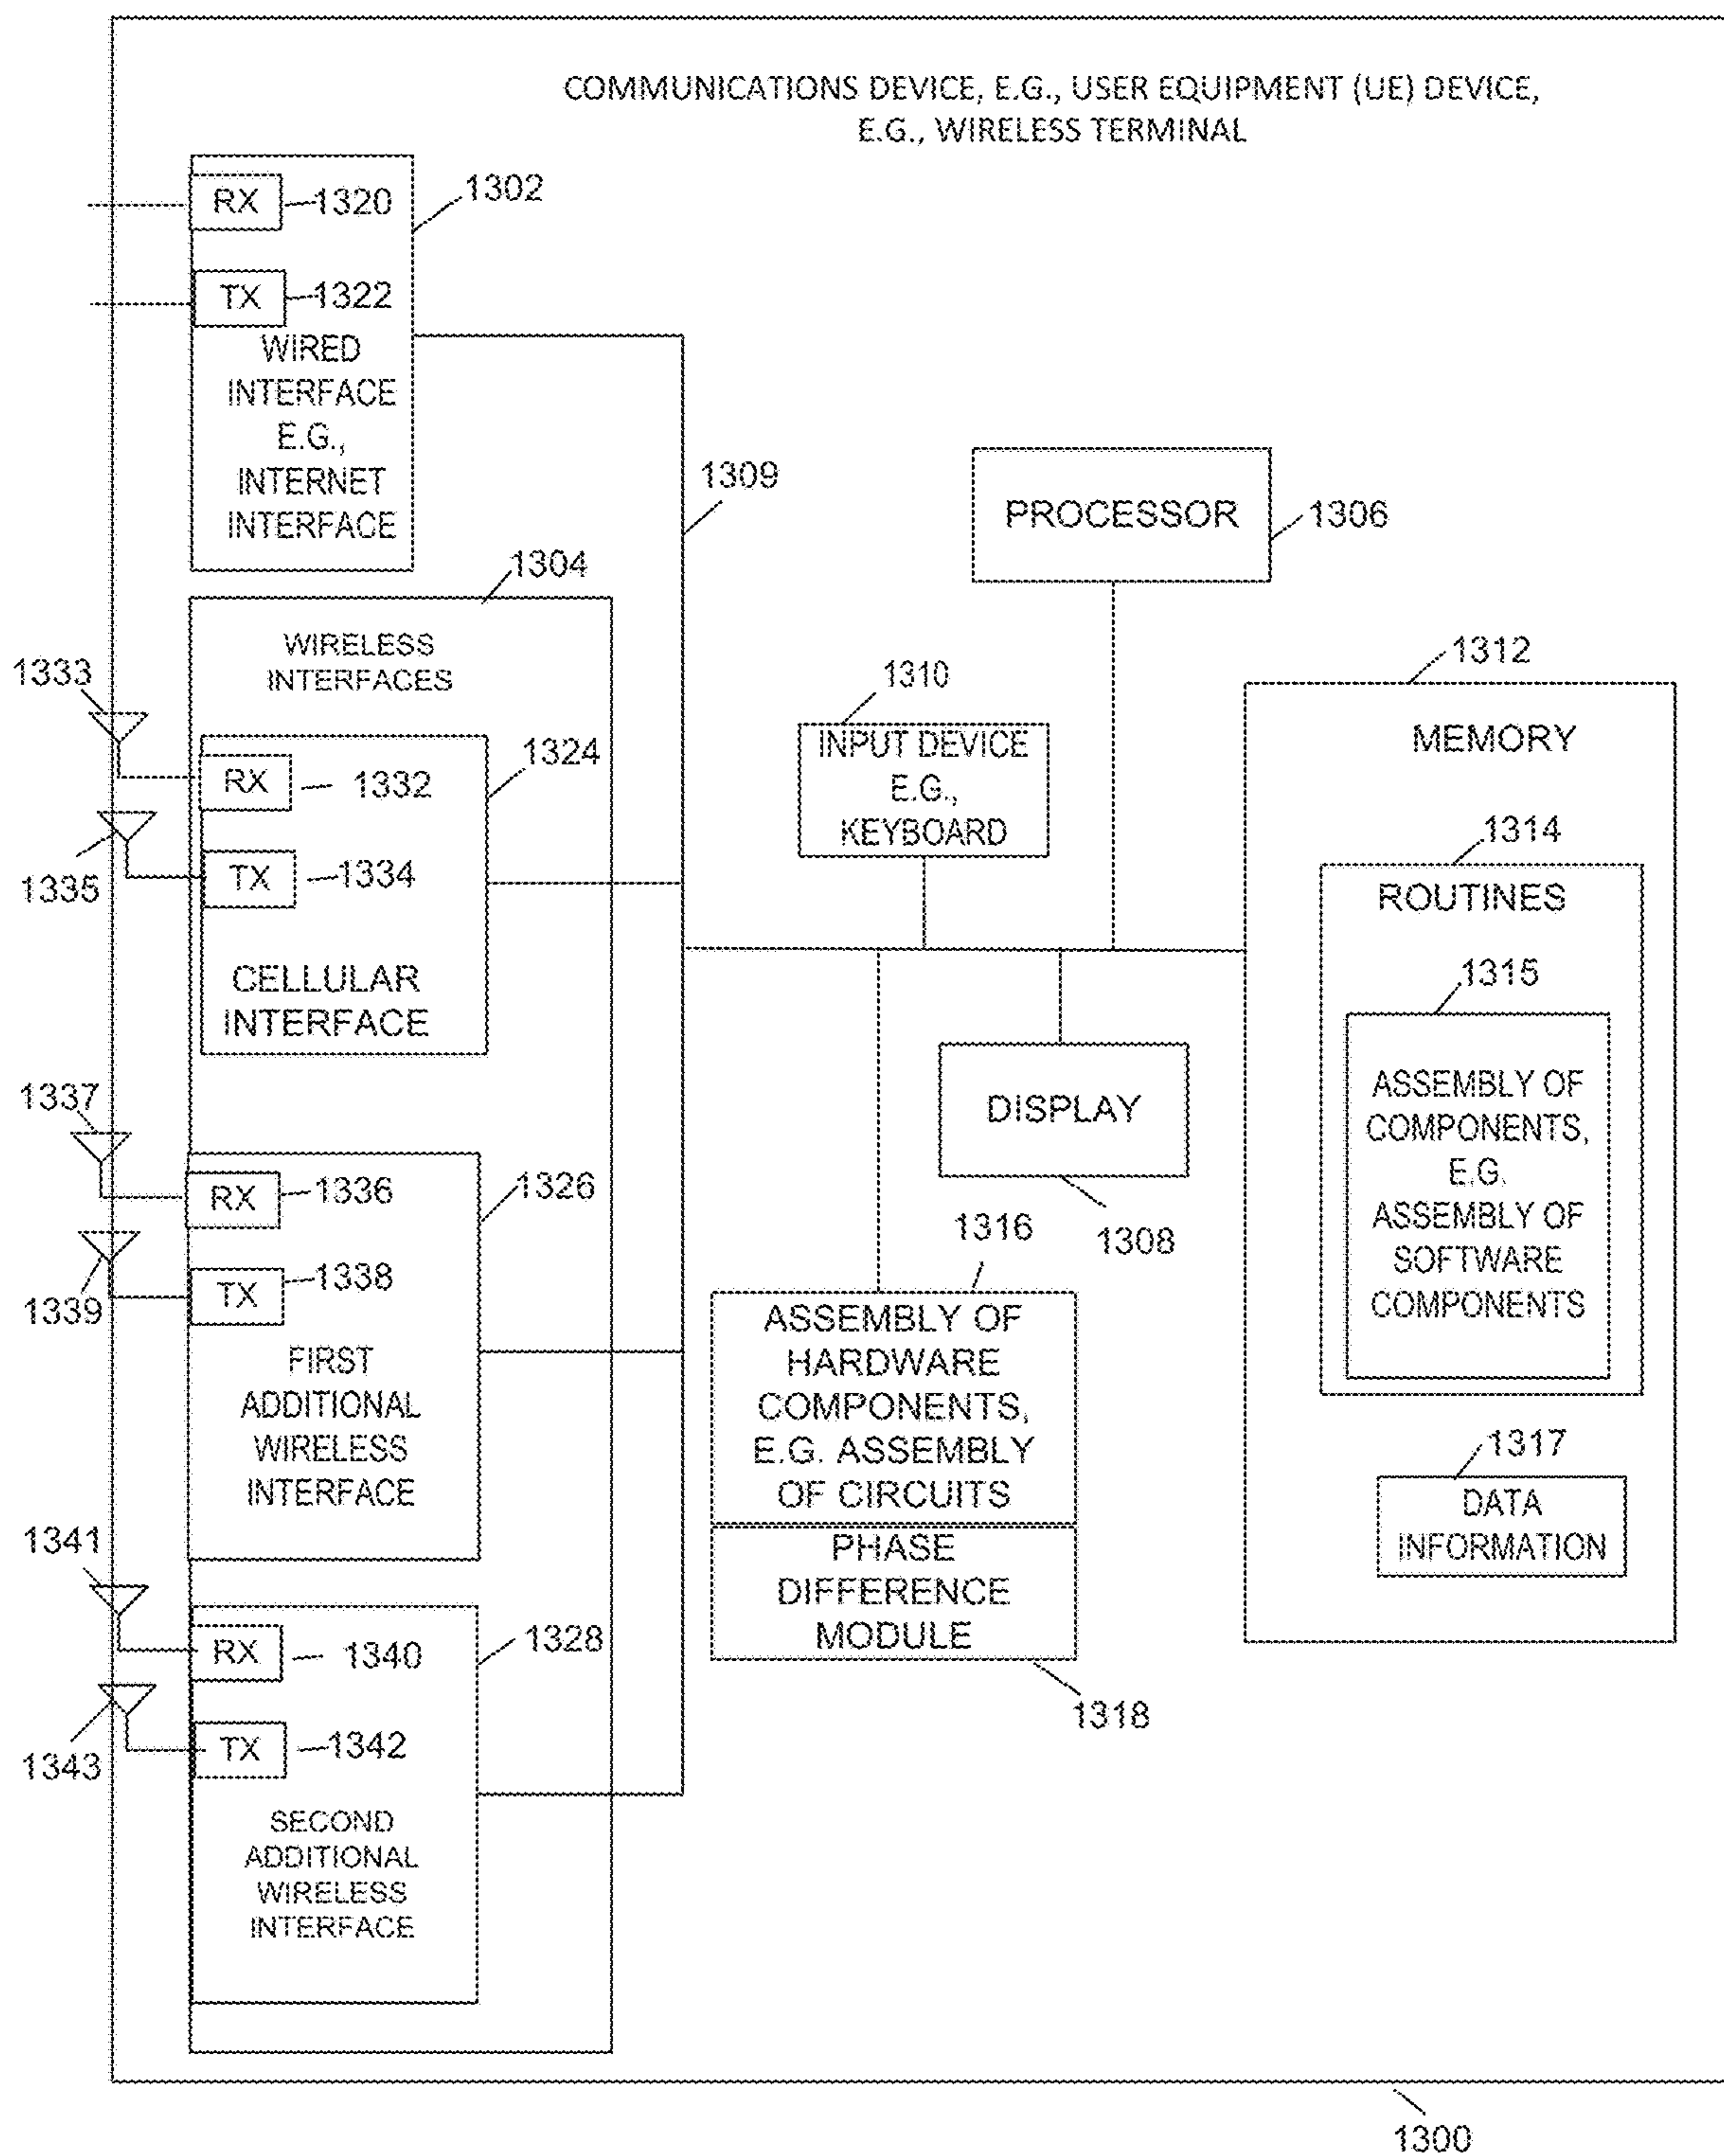 COMMUNICATIONS DEVICE, E.G., USER EQUIPMENT (UE) DEVICE,
E.G., WIRELESS TERMINAL
RX
1320
1302
TX
1322
WIRED
INTERFACE
E.G.,
INTERNET
INTERFACE
1309
PROCESSOR
1306
1304
WIRELESS
INTERFACES
1333
1324
RX
1332
1335
TX
1334
CELLULAR
INTERFACE
1310
INPUT DEVICE
E.G.,
KEYBOARD
1312
MEMORY
1314
ROUTINES
1315
ASSEMBLY OF
COMPONENTS,
E.G.
ASSEMBLY OF
SOFTWARE
COMPONENTS
1317
DATA
INFORMATION
DISPLAY
1308
1337
RX
1336
1326
1339
TX
1338
FIRST
ADDITIONAL
WIRELESS
INTERFACE
1316
ASSEMBLY OF
HARDWARE
COMPONENTS,
E.G. ASSEMBLY
OF CIRCUITS
PHASE
DIFFERENCE
MODULE
1318
1341
RX
1340
1328
1343
TX
1342
SECOND
ADDITIONAL
WIRELESS
INTERFACE
1300